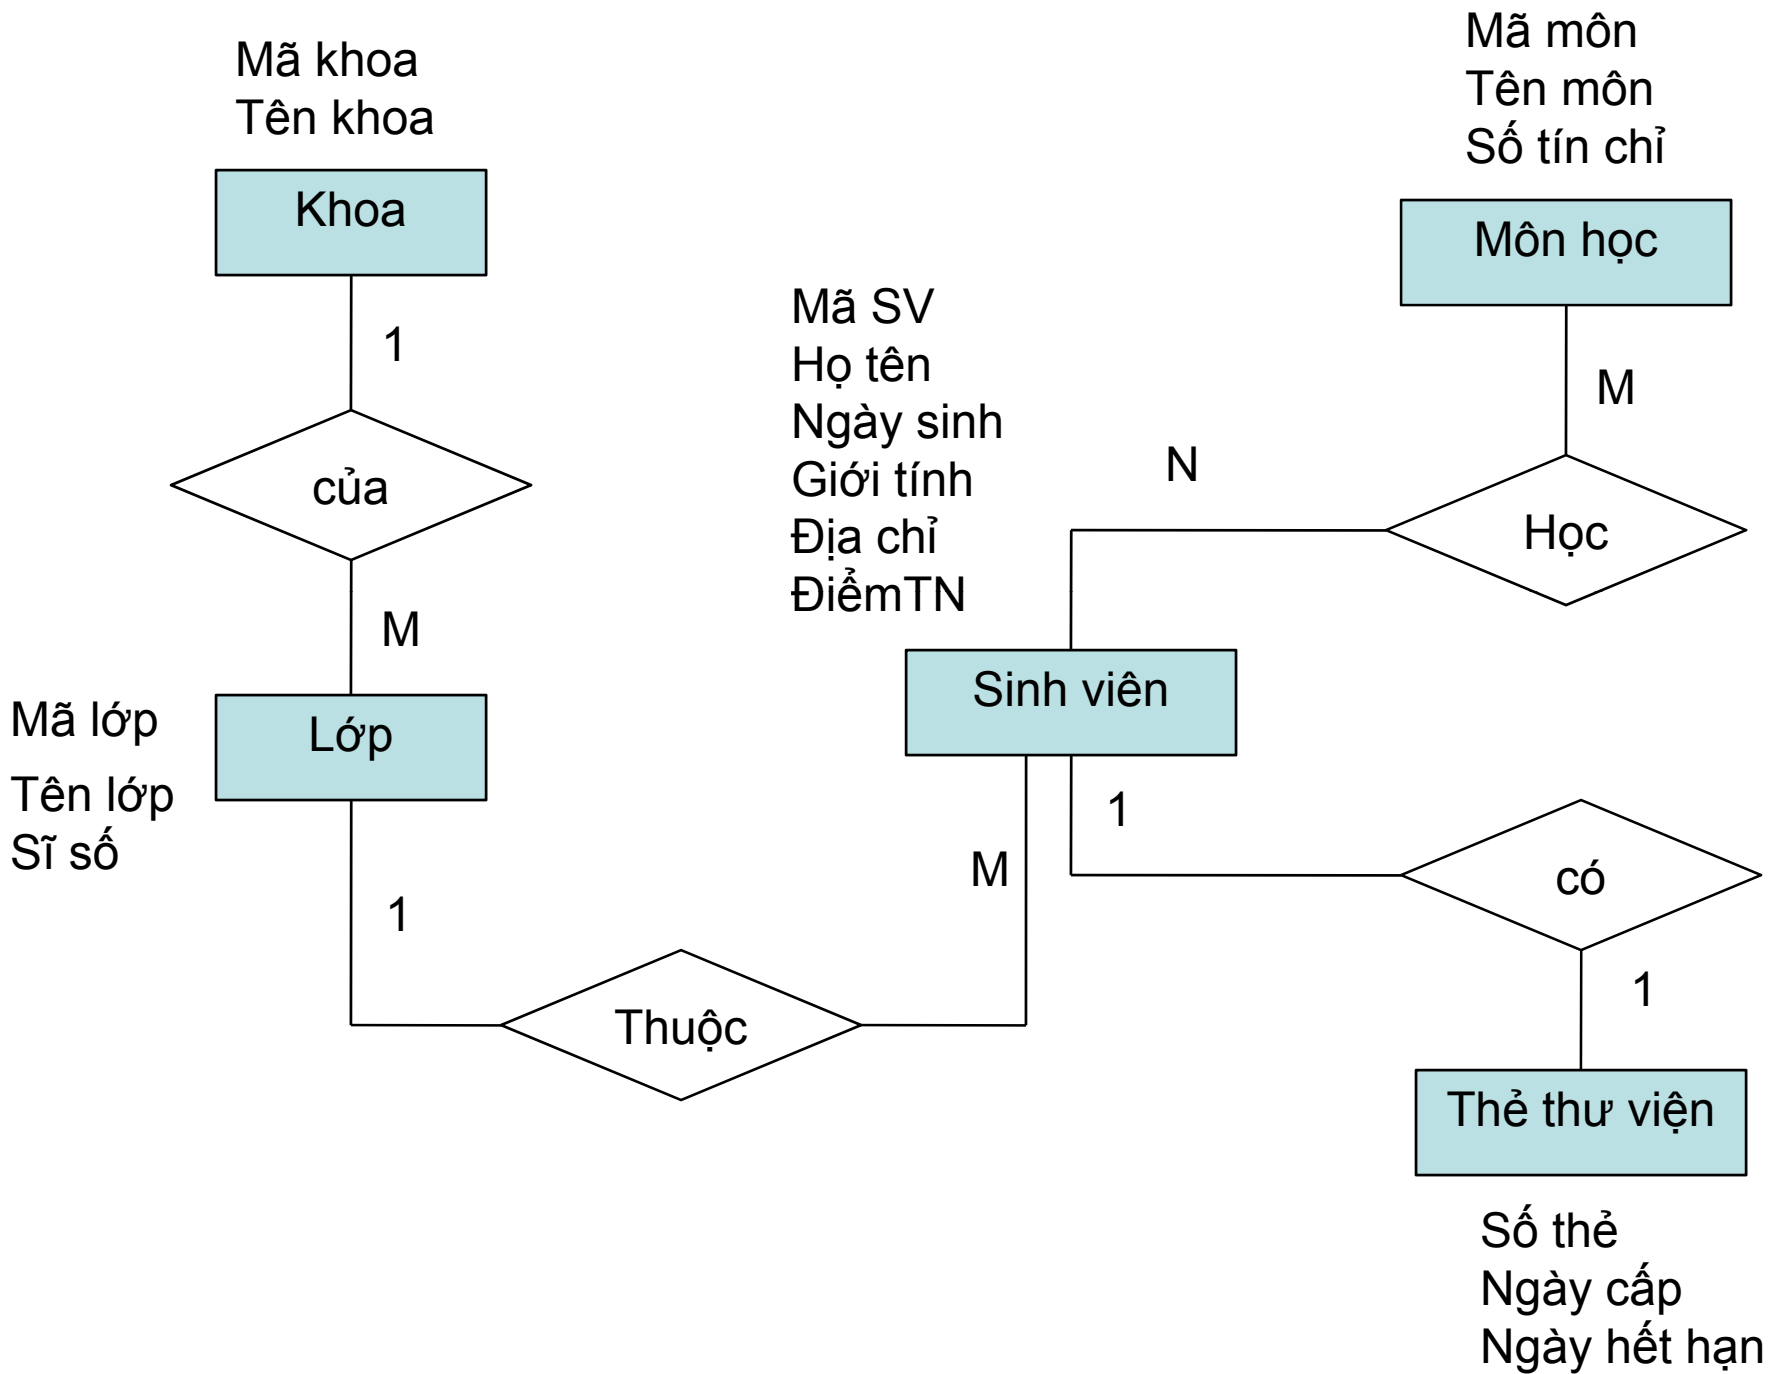 Mã khoa
Tên khoa
Khoa
1
của
M
Mã lớp
Tên lớp
Sĩ số
Lớp
1
Thuộc
M
Mã SV
Họ tên
Ngày sinh
Giới tính
Địa chỉ
ĐiểmTN
Sinh viên
N
Học
M
Mã môn
Tên môn
Số tín chỉ
Môn học
1
có
1
Thẻ thư viện
Số thẻ
Ngày cấp
Ngày hết hạn